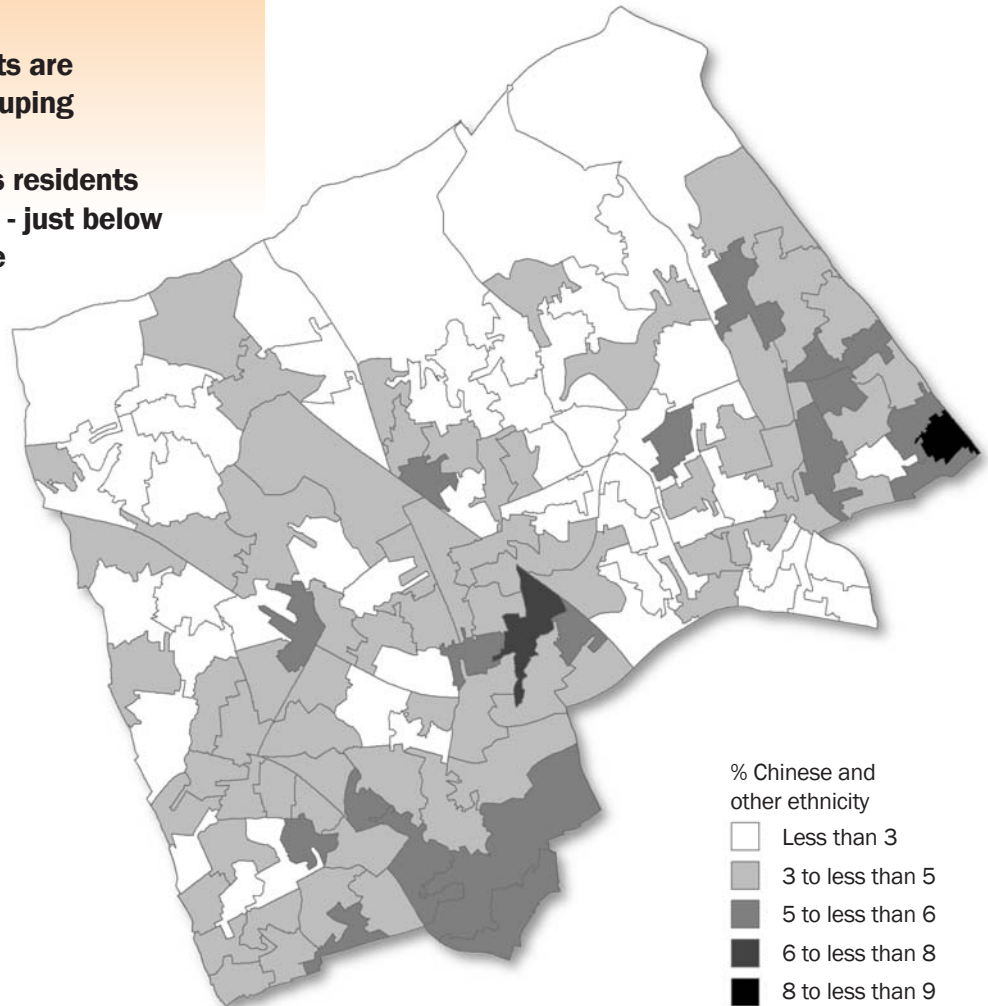 ts are
uping
s residents
- just below
e
% Chinese and
other ethnicity
Less than 3
3 to less than 5
5 to less than 6
6 to less than 8
8 to less than 9